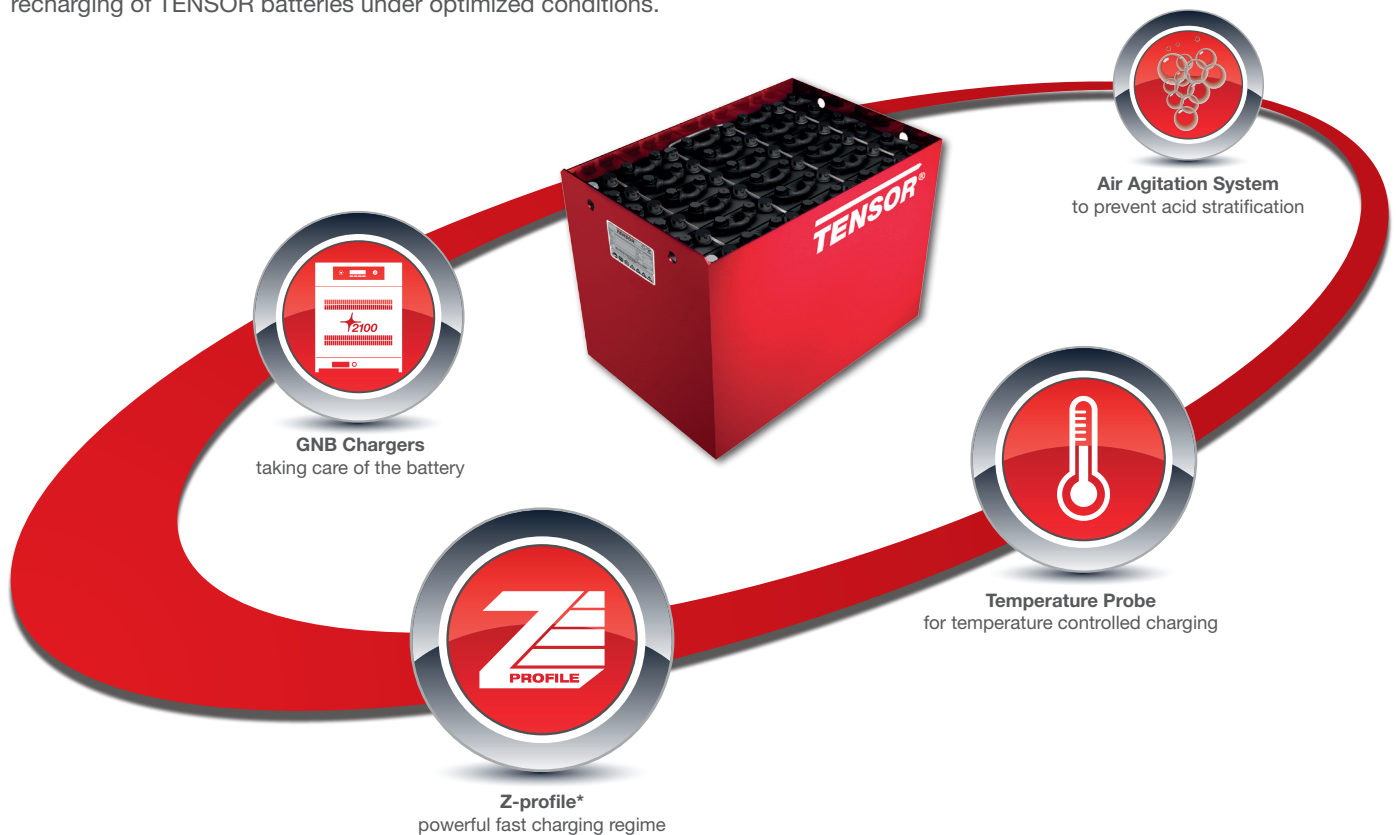 recharging of TENSOR batteries under optimized conditions.
Air Agitation System
to prevent acid stratification
TENSOR®
2100
GNB Chargers
taking care of the battery
Temperature Probe
for temperature controlled charging
Z
PROFILE
Z-profile*
powerful fast charging regime